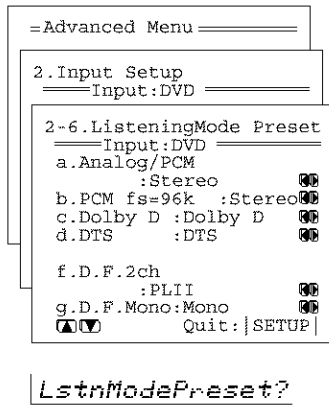 =Advanced Menu
2.Input Setup
Input:DVD
2-6.ListeningMode Preset
Input:DVD
a.Analog/PCM
:Stereo
b.PCM fs=96k :Stereo
c.Dolby D :Dolby D
d.DTS :DTS
f.D.F.2ch
:PLII
g.D.F.Mono:Mono
Quit:|SETUP|
LstnModePreset?